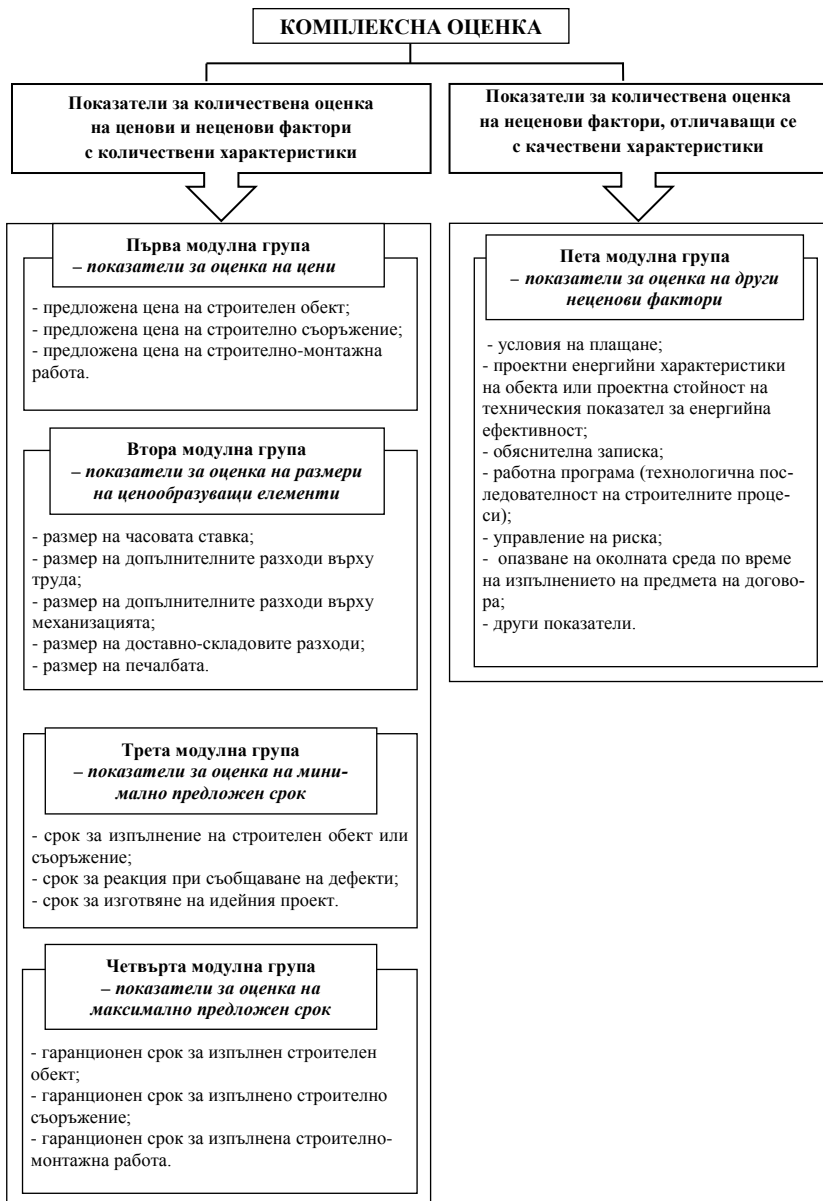 КОМПЛЕКСНА ОЦЕНКА
Показатели за количествена оценка
на ценови и неценови фактори
с количествени характеристики
Показатели за количествена оценка
на неценови фактори, отличаващи се
с качествени характеристики
Първа модулна група
– показатели за оценка на цени
- предложена цена на строителен обект;
- предложена цена на строително съоръжение;
- предложена цена на строително-монтажна
работа.
Втора модулна група
– показатели за оценка на размери
на ценообразуващи елементи
- размер на часовата ставка;
- размер на допълнителните разходи върху
труда;
- размер на допълнителните разходи върху
механизацията;
- размер на доставно-складовите разходи;
- размер на печалбата.
Трета модулна група
– показатели за оценка на мини-
мално предложен срок
- срок за изпълнение на строителен обект или
съоръжение;
- срок за реакция при съобщаване на дефекти;
- срок за изготвяне на идейния проект.
Четвърта модулна група
– показатели за оценка на
максимално предложен срок
- гаранционен срок за изпълнен строителен
обект;
- гаранционен срок за изпълнено строително
съоръжение;
- гаранционен срок за изпълнена строително-
монтажна работа.
Пета модулна група
– показатели за оценка на други
неценови фактори
- условия на плащане;
- проектни енергийни характеристики
на обекта или проектна стойност на
техническия показател за енергийна
ефективност;
- обяснителна записка;
- работна програма (технологична пос-
ледователност на строителните проце-
си);
- управление на риска;
- опазване на околната среда по време
на изпълнението на предмета на догово-
ра;
- други показатели.